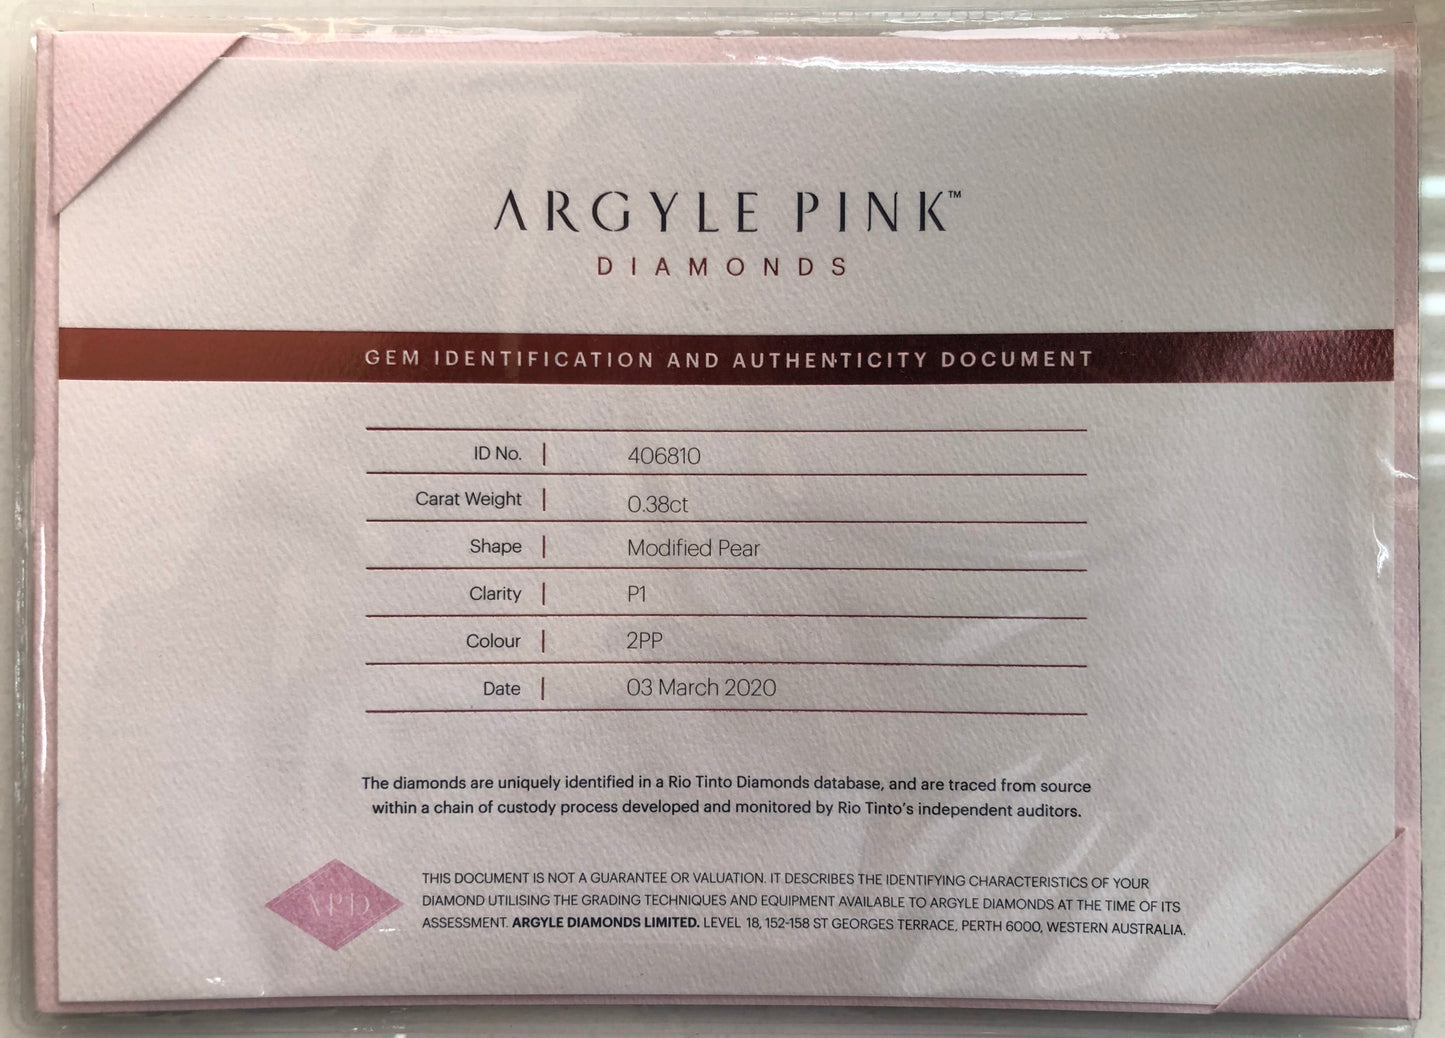 ARGYLE PINK™
DIAMONDS
GEM IDENTIFICATION AND AUTHENTICITY DOCUMENT
ID No. | 406810
Carat Weight | 0.38ct
Shape | Modified Pear
Clarity | P1
Colour | 2PP
Date | 03 March 2020
The diamonds are uniquely identified in a Rio Tinto Diamonds database, and are traced from source
within a chain of custody process developed and monitored by Rio Tinto's independent auditors.
APD
THIS DOCUMENT IS NOT A GUARANTEE OR VALUATION. IT DESCRIBES THE IDENTIFYING CHARACTERISTICS OF YOUR
DIAMOND UTILISING THE GRADING TECHNIQUES AND EQUIPMENT AVAILABLE TO ARGYLE DIAMONDS AT THE TIME OF ITS
ASSESSMENT. ARGYLE DIAMONDS LIMITED. LEVEL 18, 152-158 ST GEORGES TERRACE, PERTH 6000, WESTERN AUSTRALIA.